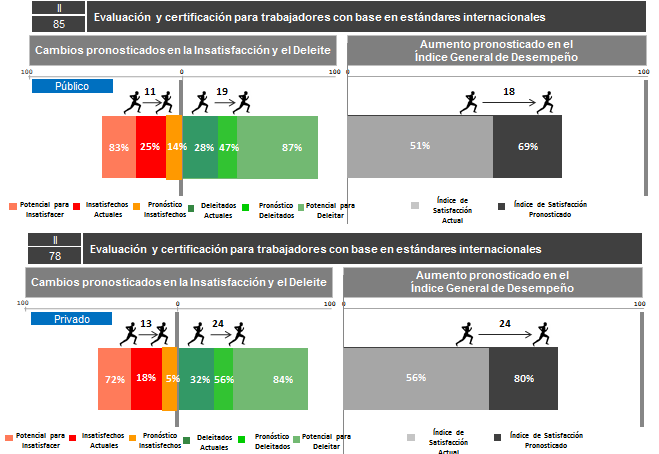 II
85
Evaluación y certificación para trabajadores con base en estándares internacionales
Cambios pronosticados en la Insatisfacción y el Deleite
Aumento pronosticado en el
Índice General de Desempeño
100
0
100
0
100
Público
11
19
18
83%
25%
14%
28%
47%
87%
51%
69%
Potencial para
Insatisfacer
Insatisfechos
Actuales
Pronóstico
Insatisfechos
Deleitados
Actuales
Pronóstico
Deleitados
Potencial para
Deleitar
Índice de
Satisfacción
Actual
Índice de Satisfacción
Pronosticado
II
78
Evaluación y certificación para trabajadores con base en estándares internacionales
Cambios pronosticados en la Insatisfacción y el Deleite
Aumento pronosticado en el
Índice General de Desempeño
100
0
100
0
100
Privado
13
24
24
72%
18%
5%
32%
56%
84%
56%
80%
Potencial para
Insatisfacer
Insatisfechos
Actuales
Pronóstico
Insatisfechos
Deleitados
Actuales
Pronóstico
Deleitados
Potencial para
Deleitar
Índice de
Satisfacción
Actual
Índice de Satisfacción
Pronosticado